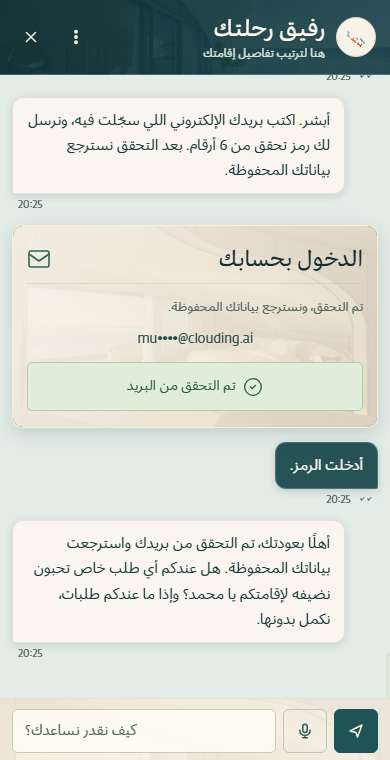 رفيق رحلتك
هنا لترتيب تفاصيل إقامتك
20:25
أبشر. اكتب بريدك الإلكتروني اللي سجّلت فيه، ونرسل
لك رمز تحقق من 6 أرقام. بعد التحقق نسترجع
بياناتك المحفوظة.
20:25
الدخول بحسابك
تم التحقق، ونسترجع بياناتك المحفوظة.
mu••••@clouding.ai
تم التحقق من البريد
أدخلت الرمز.
20:25
أهلًا بعودتك، تم التحقق من بريدك واسترجعت
بياناتك المحفوظة. هل عندكم أي طلب خاص تحبون
نضيفه لإقامتكم يا محمد؟ وإذا ما عندكم طلبات،
نكمل بدونها.
20:25
كيف نقدر نساعدك؟